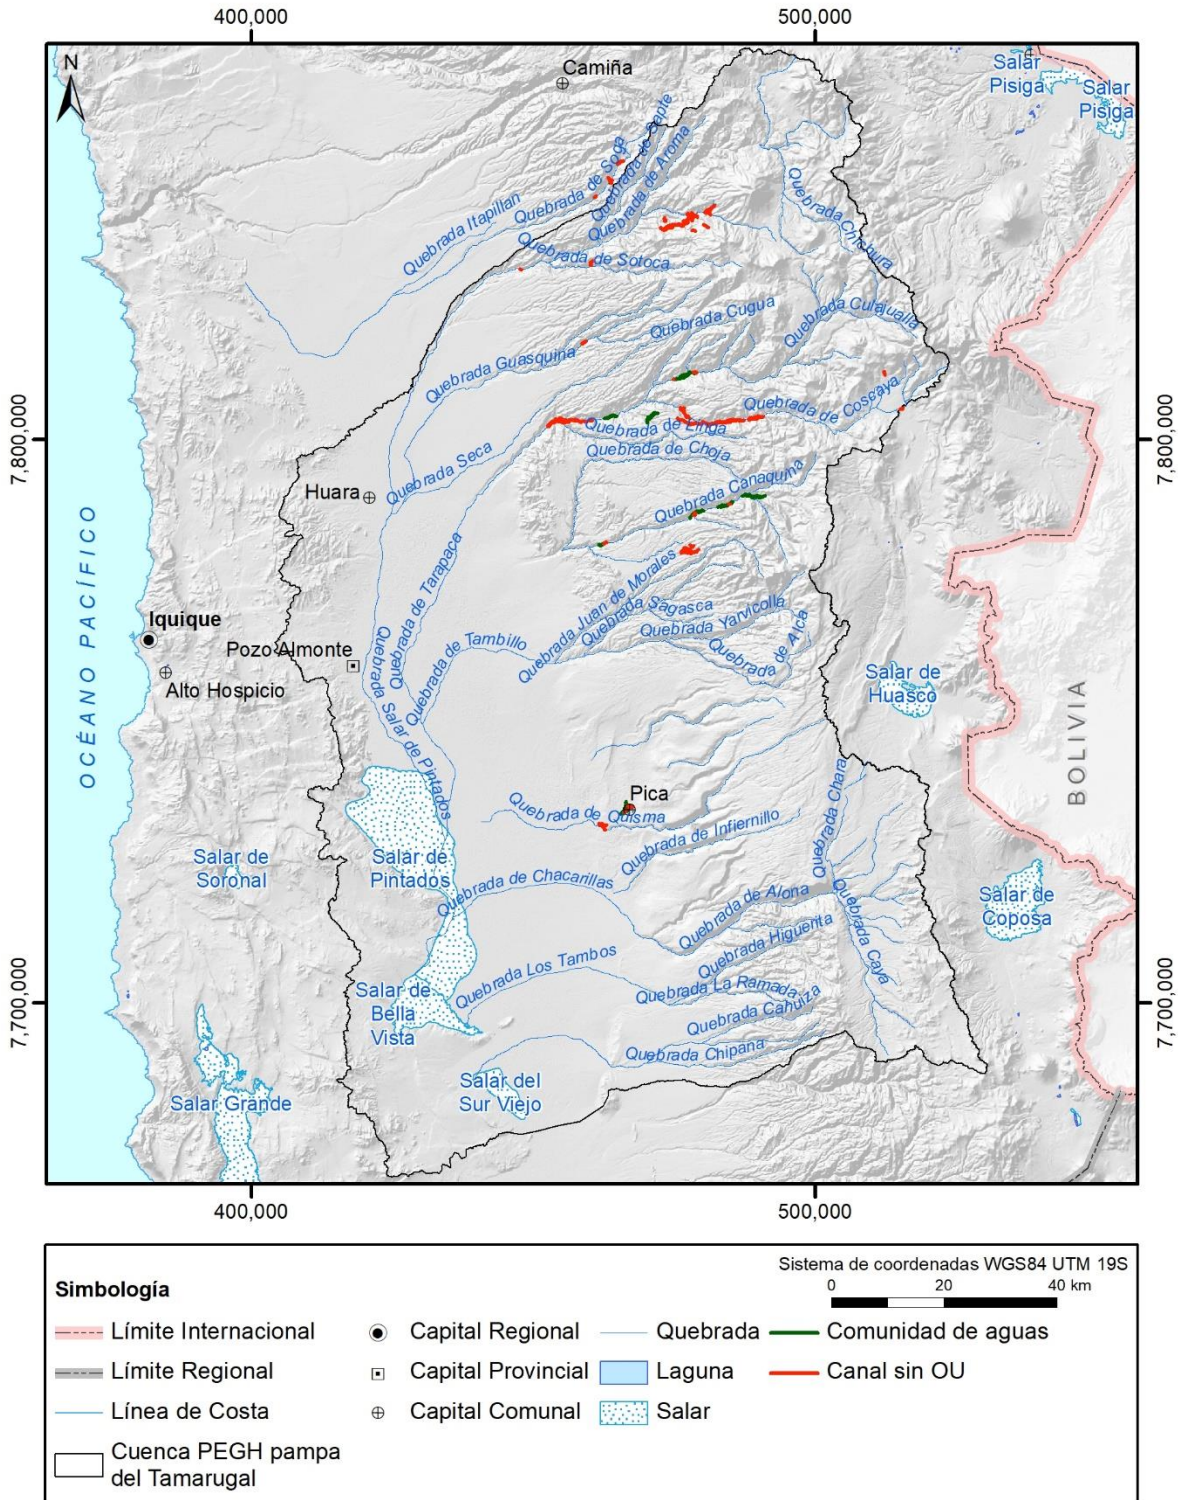 400,000
500,000
N
Camiña
Salar
Pisiga
Salar
Pisiga
Quebrada de Sapte
Quebrada de Soga
Quebrada de Aroma
Quebrada Itapillan
Quebrada Chichura
Quebrada de Sotoca
Quebrada Cugua
Quebrada Culajualla
Quebrada Guasquina
Quebrada de Coscaya
Quebrada de Linga
Quebrada de Choja
7,800,000
7,800,000
Quebrada Seca
Huara
Quebrada Canaquina
OCÉANO PACÍFICO
Quebrada de Tarapaca
Quebrada Juan de Morales
Quebrada Sagasca
Quebrada Yarvicolla
Quebrada de Alca
Iquique
Pozo Almonte
Quebrada de Tambillo
Alto Hospicio
Quebrada Salar de Pintados
Salar de
Huasco
BOLIVIA
Pica
Quebrada de Quisma
Quebrada de Infiernillo
Quebrada Chara
Salar de
Soronal
Salar de
Pintados
Quebrada de Chacarillas
Quebrada de Alona
Salar de
Coposa
Quebrada Higuerita
Quebrada Caya
Quebrada Los Tambos
Quebrada La Ramada
Salar de
Bella
Vista
Quebrada Cahuiza
7,700,000
7,700,000
Quebrada Chipana
Salar del
Sur Viejo
Salar Grande
400,000
500,000
Sistema de coordenadas WGS84 UTM 19S
0 20 40 km
Simbología
Límite Internacional
Capital Regional
Quebrada
Comunidad de aguas
Límite Regional
Capital Provincial
Laguna
Canal sin OU
Línea de Costa
Capital Comunal
Salar
Cuenca PEGH pampa
del Tamarugal